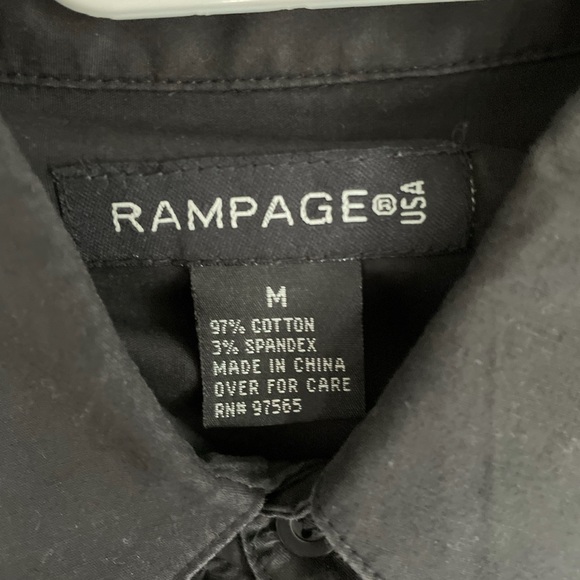 RAMPAGE® USA
M
97% COTTON
3% SPANDEX
MADE IN CHINA
OVER FOR CARE
RN# 97565